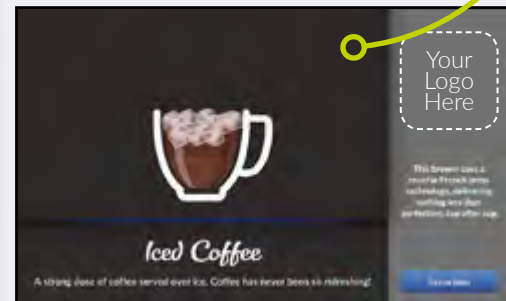 Iced Coffee
A strong dose of coffee served over ice. Coffee has never been so refreshing!
Your
Logo
Here
This brewer uses a
reverse French press
technology, delivering
nothing less than
perfection, cup after cup.